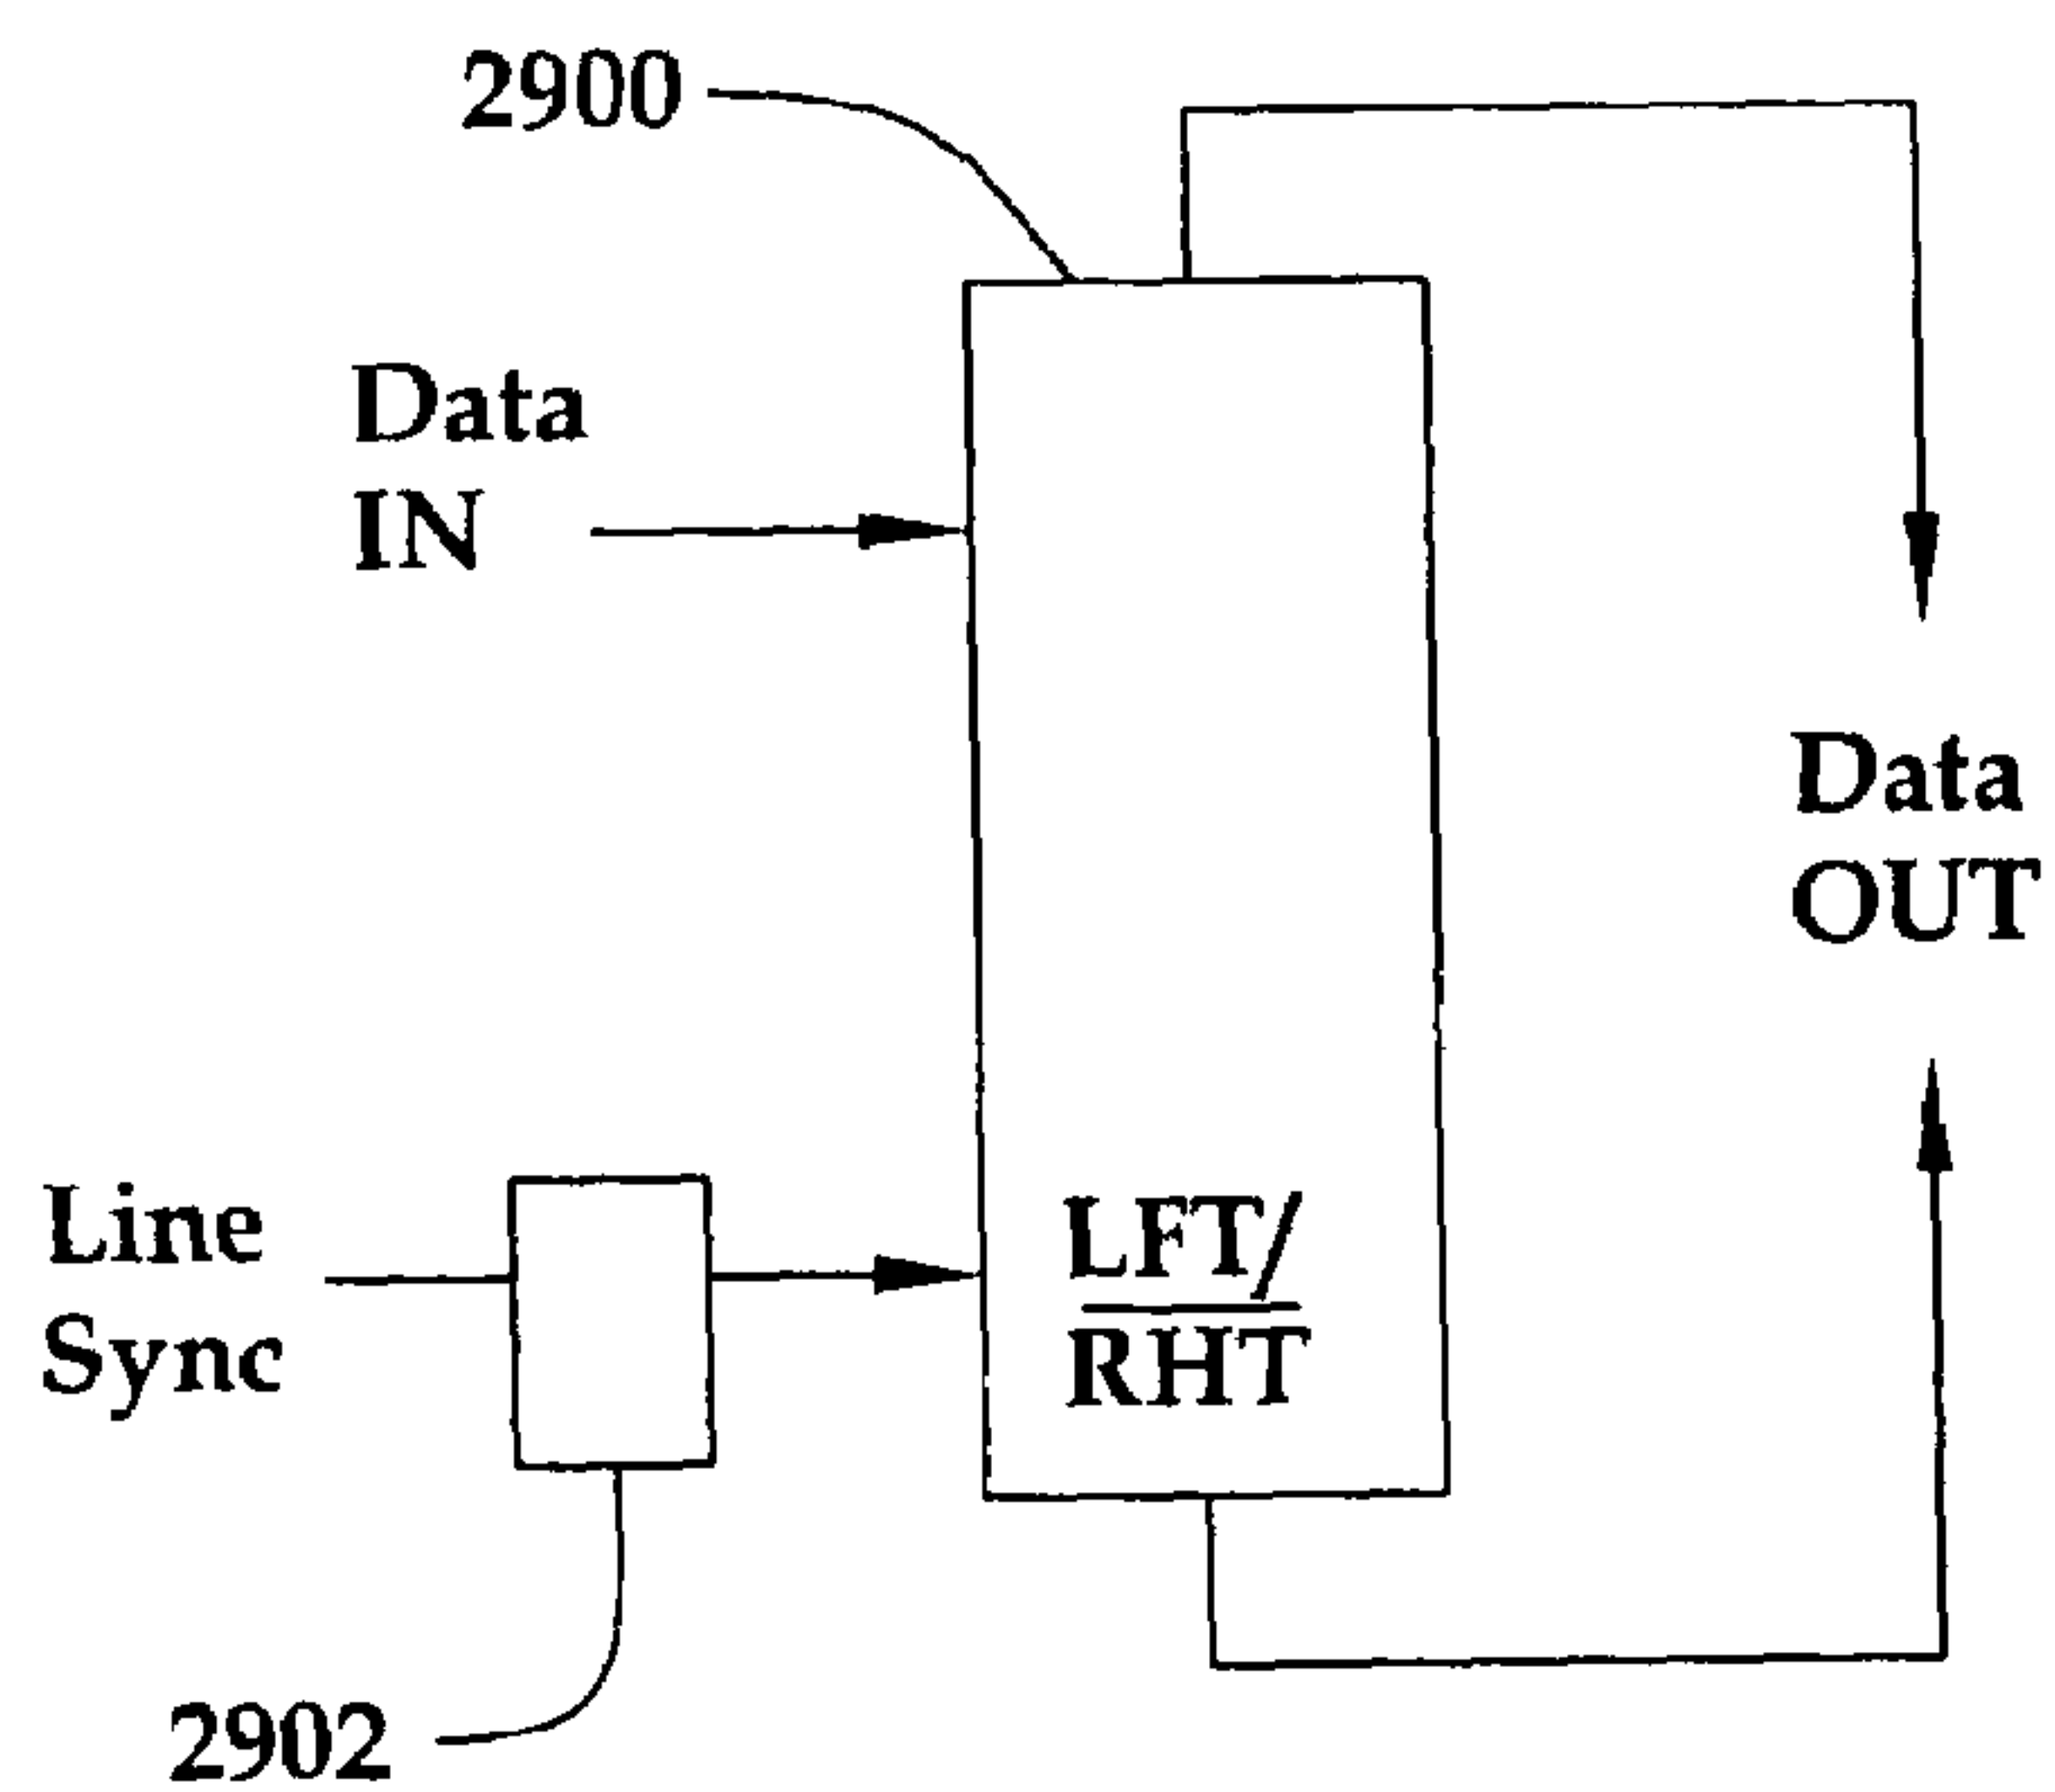 2900
Data
IN
Data
OUT
Line
Sync
LFT/
RHT
2902